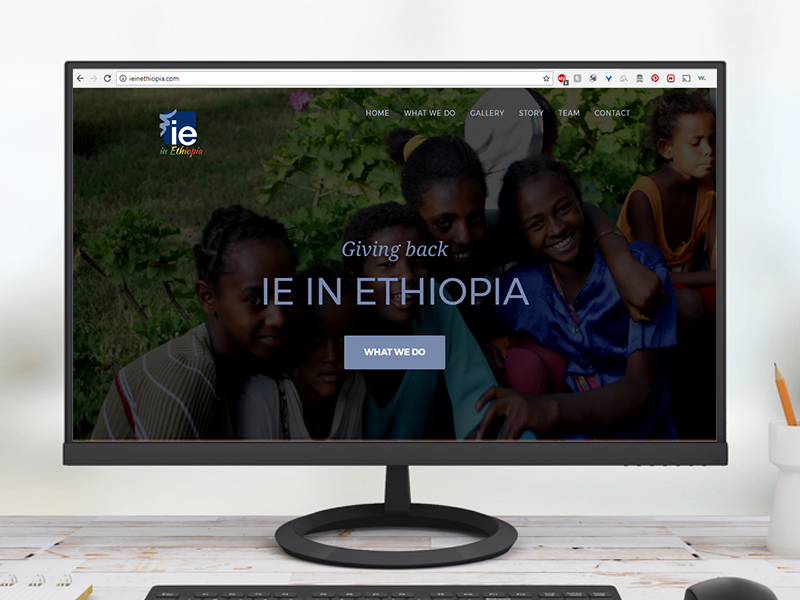 ieinethiopia.com
W.
ie
in Ethiopia
HOME WHAT WE DO GALLERY STORY TEAM CONTACT
Giving back
IE IN ETHIOPIA
WHAT WE DO